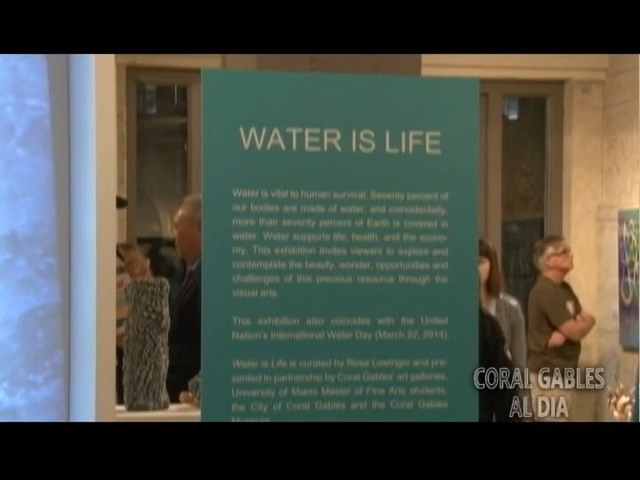 WATER IS LIFE
Water is vital to human survival. Seventy percent of
our bodies are made of water, and coincidentally,
more than seventy percent of Earth is covered in
water. Water supports life, health, and the econo-
my. This exhibition invites viewers to explore and
contemplate the beauty, wonder, opportunities and
challenges of this precious resource through the
visual arts.
This exhibition also coincides with the United
Nation's International Water Day (March 22, 2014).
Water is Life is curated by Rosa Lowinger and pre-
sented in partnership by Coral Gables' art galleries,
University of Miami Master of Fine Arts students,
the City of Coral Gables and the Coral Gables
Museum.
CORAL GABLES
AL DIA